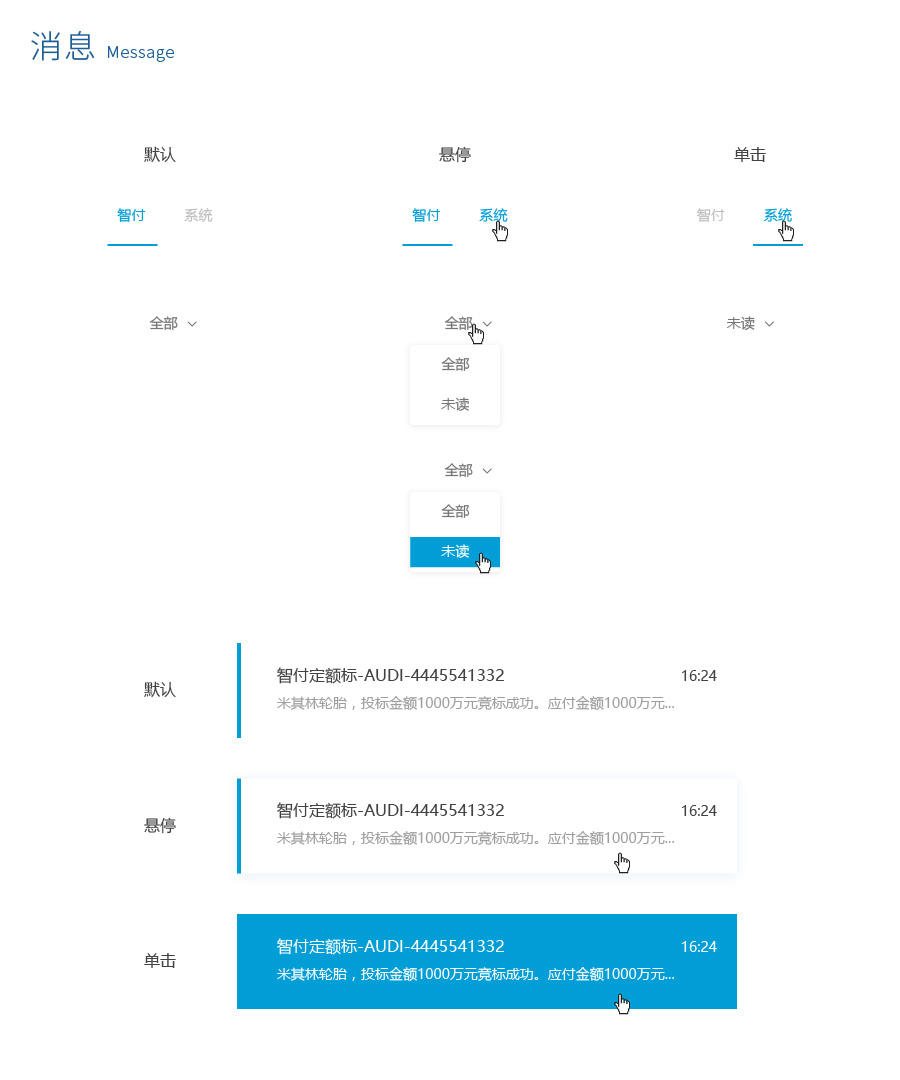 消息 Message
默认 悬停 单击
智付 系统 智付 系统 智付 系统
全部 全部 未读
全部
未读
全部
全部
未读
智付定额标-AUDI-4445541332 16:24
默认
米其林轮胎，投标金额1000万元竟标成功。应付金额1000万元...
智付定额标-AUDI-4445541332 16:24
悬停
米其林轮胎，投标金额1000万元竟标成功。应付金额1000万元...
智付定额标-AUDI-4445541332 16:24
单击
米其林轮胎，投标金额1000万元竟标成功。应付金额1000万元...